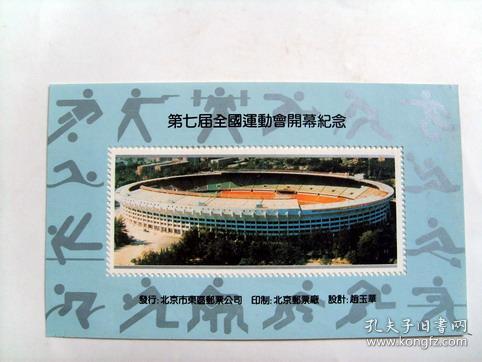 第七届全國運動會開幕紀念
發行:北京市東區郵票公司 印制:北京郵票廠 設計:趙玉華
孔夫子旧书网
kongfz.com